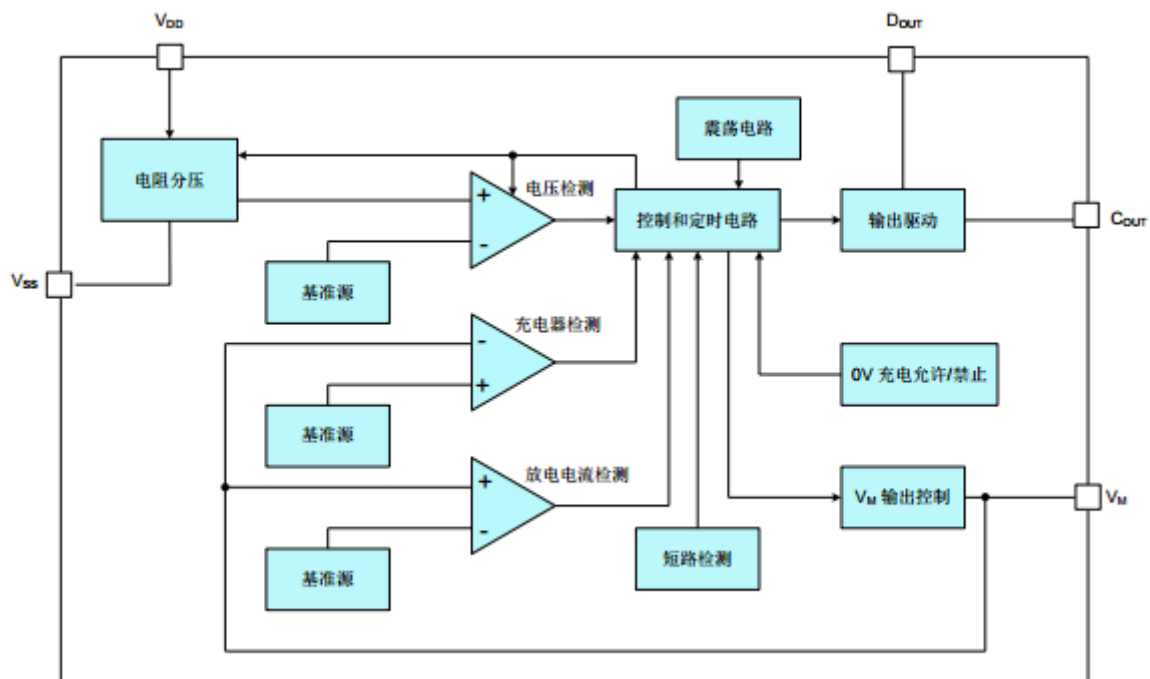 VDD
DOUT
震荡电路
电阻分压
+
电压检测
控制和定时电路
输出驱动
COUT
-
VSS
基准源
充电器检测
-
0V 充电允许/禁止
+
基准源
放电电流检测
+
VM 输出控制
VM
-
短路检测
基准源